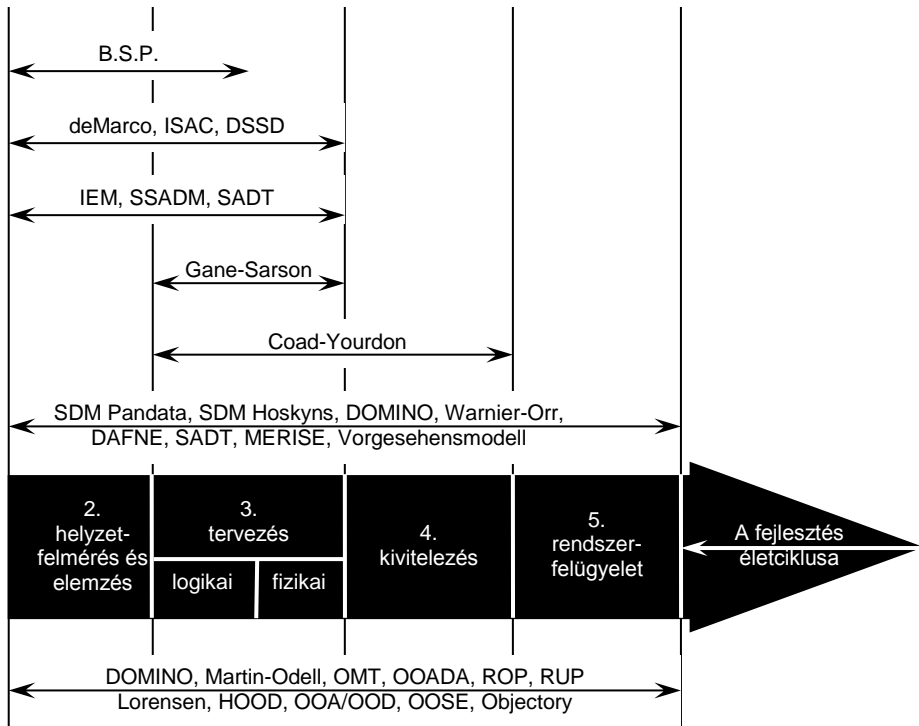 B.S.P.
deMarco, ISAC, DSSD
IEM, SSADM, SADT
Gane-Sarson
Coad-Yourdon
SDM Pandata, SDM Hoskyns, DOMINO, Warnier-Orr,
DAFNE, SADT, MERISE, Vorgesehensmodell
2.
helyzet-
felmérés és
elemzés
3.
tervezés
logikai
fizikai
4.
kivitelezés
5.
rendszer-
felügyelet
A fejlesztés
életciklusa
DOMINO, Martin-Odell, OMT, OOADA, ROP, RUP
Lorensen, HOOD, OOA/OOD, OOSE, Objectory